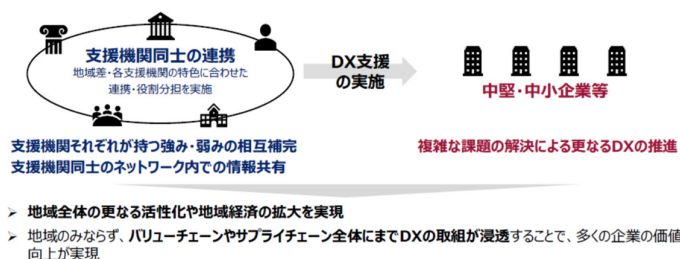 支援機関同士の連携
地域差・各支援機関の特色に合わせた
連携・役割分担を実施
DX支援
の実施
中堅・中小企業等
支援機関それぞれが持つ強み・弱みの相互補完
支援機関同士のネットワーク内での情報共有
複雑な課題の解決による更なるDXの推進
➢ 地域全体の更なる活性化や地域経済の拡大を実現
➢ 地域のみならず、バリューチェーンやサプライチェーン全体にまでDXの取組が浸透することで、多くの企業の価値
向上が実現